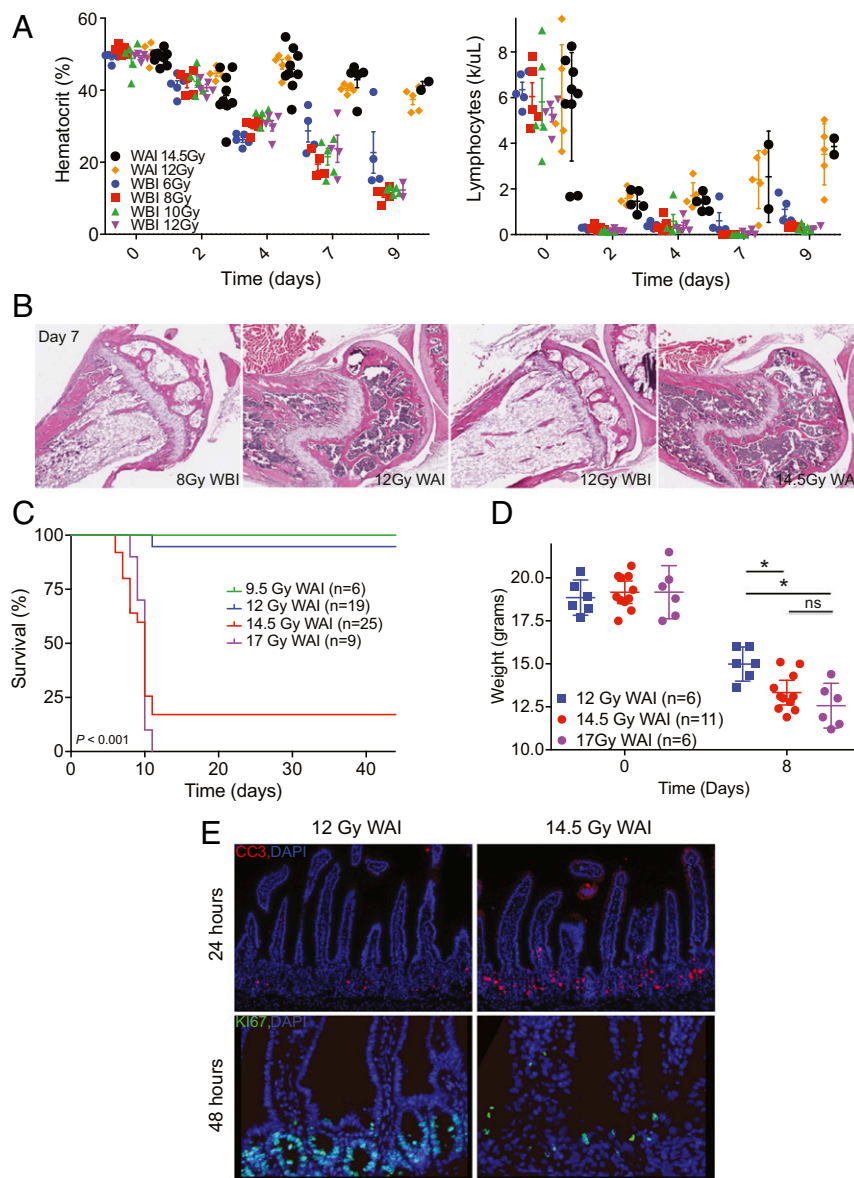 A
Hematocrit (%)
60
40
20
0
WAI 14.5Gy
WAI 12Gy
WBI 6Gy
WBI 8Gy
WBI 10Gy
WBI 12Gy
0
2
4
7
9
Time (days)
Lymphocytes (k/uL)
8
6
4
2
0
0
2
4
7
9
Time (days)
B
Day 7
8Gy WBI
12Gy WAI
12Gy WBI
14.5Gy WAI
C
Survival (%)
100
75
50
25
0
9.5 Gy WAI (n=6)
12 Gy WAI (n=19)
14.5 Gy WAI (n=25)
17 Gy WAI (n=9)
P < 0.001
0
10
20
30
40
Time (days)
D
Weight (grams)
*
*
ns
19.0
17.0
15.0
12.0
12 Gy WAI (n=6)
14.5 Gy WAI (n=11)
17Gy WAI (n=6)
0
8
Time (Days)
E
12 Gy WAI
14.5 Gy WAI
24 hours
CC3,DAPI
48 hours
KI67,DAPI